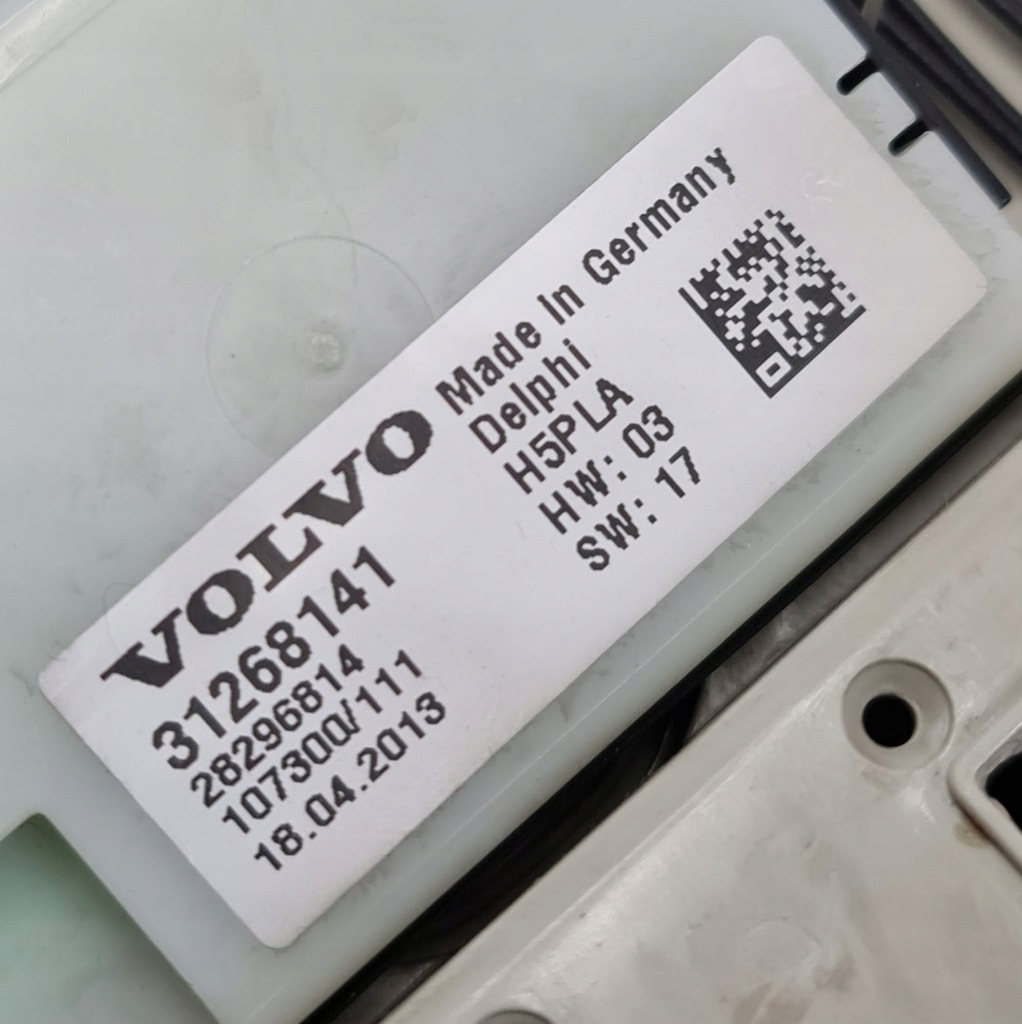 VOLVO
31268141
28296814
107300/111
18.04.2013
Made in Germany
Delphi
H5PLA
HW: 03
SW: 17